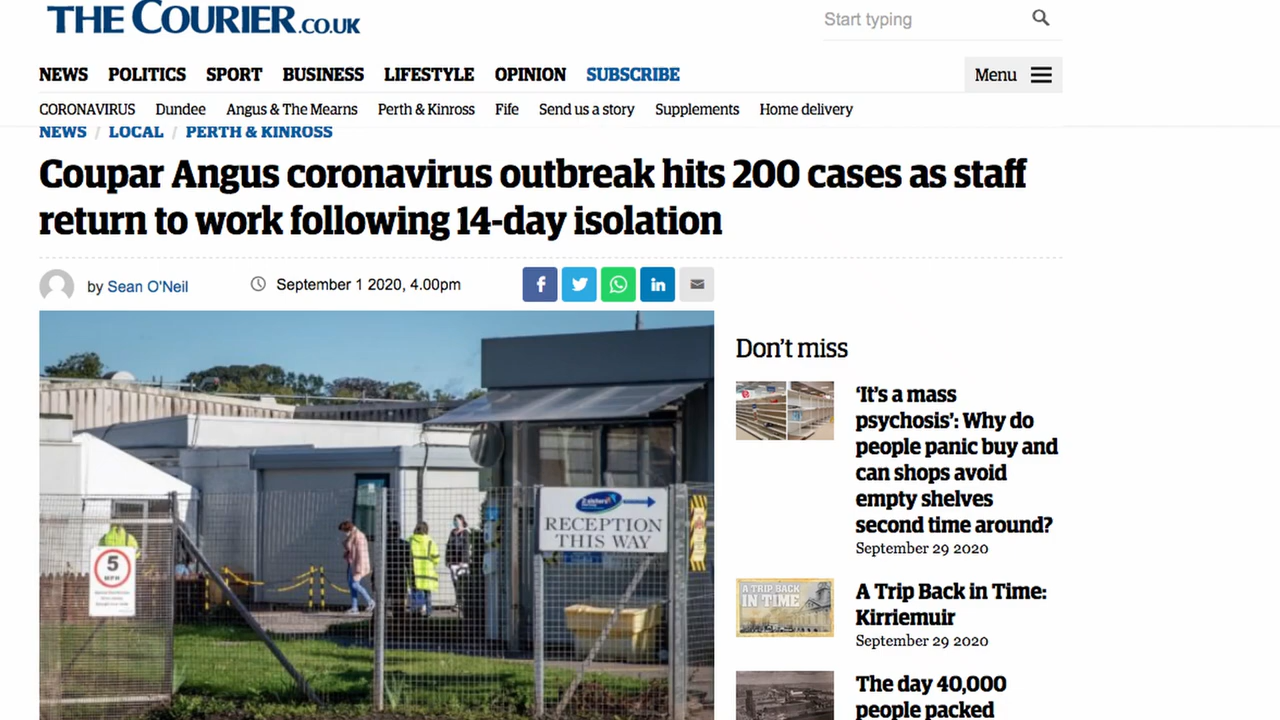 THE COURIER.CO.UK
Start typing
NEWS POLITICS SPORT BUSINESS LIFESTYLE OPINION SUBSCRIBE
Menu
CORONAVIRUS Dundee Angus & The Mearns Perth & Kinross Fife Send us a story Supplements Home delivery
NEWS / LOCAL / PERTH & KINROSS
Coupar Angus coronavirus outbreak hits 200 cases as staff
return to work following 14-day isolation
by Sean O'Neil
September 1 2020, 4.00pm
Don't miss
‘It’s a mass
psychosis’: Why do
people panic buy and
can shops avoid
empty shelves
second time around?
September 29 2020
A TRIP BACK
IN TIME
A Trip Back in Time:
Kirriemuir
September 29 2020
The day 40,000
people packed
2 sisters
RECEPTION
THIS WAY
5
MPH